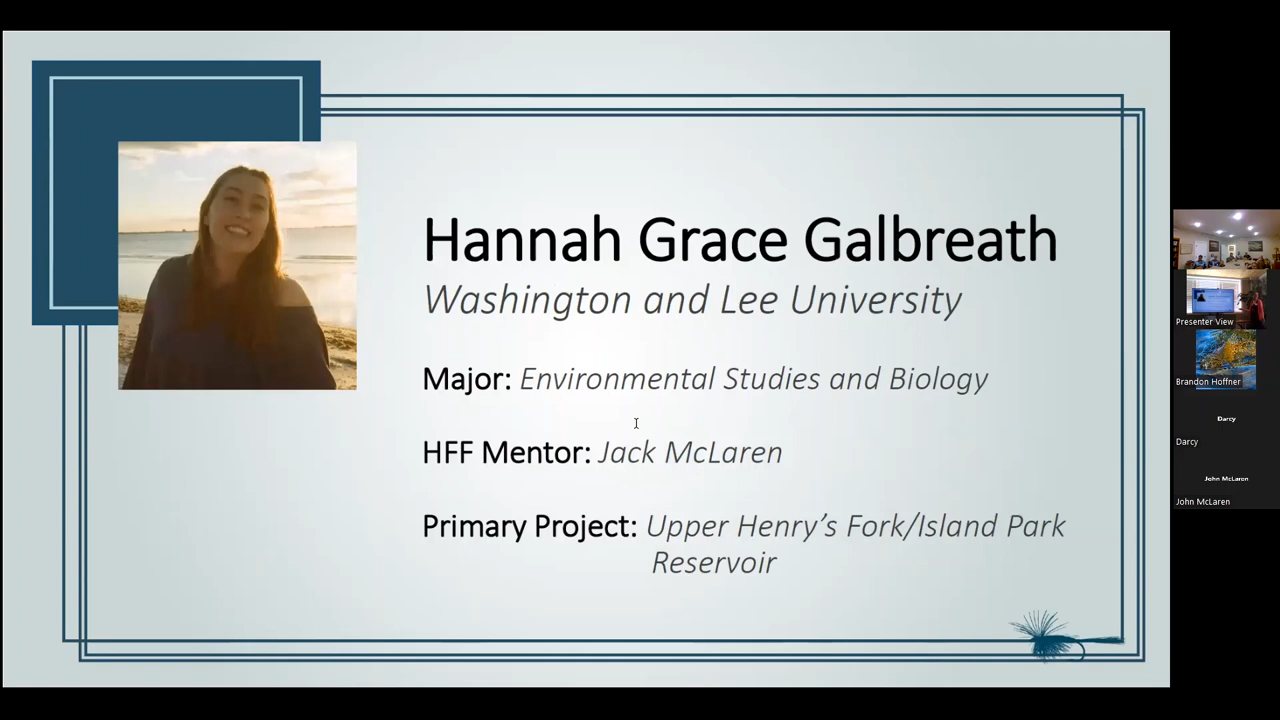 Hannah Grace Galbreath
Washington and Lee University
Major: Environmental Studies and Biology
HFF Mentor: Jack McLaren
Primary Project: Upper Henry’s Fork/Island Park
Reservoir
Presenter View
Brandon Hoffner
Darcy
Darcy
John McLaren
John McLaren